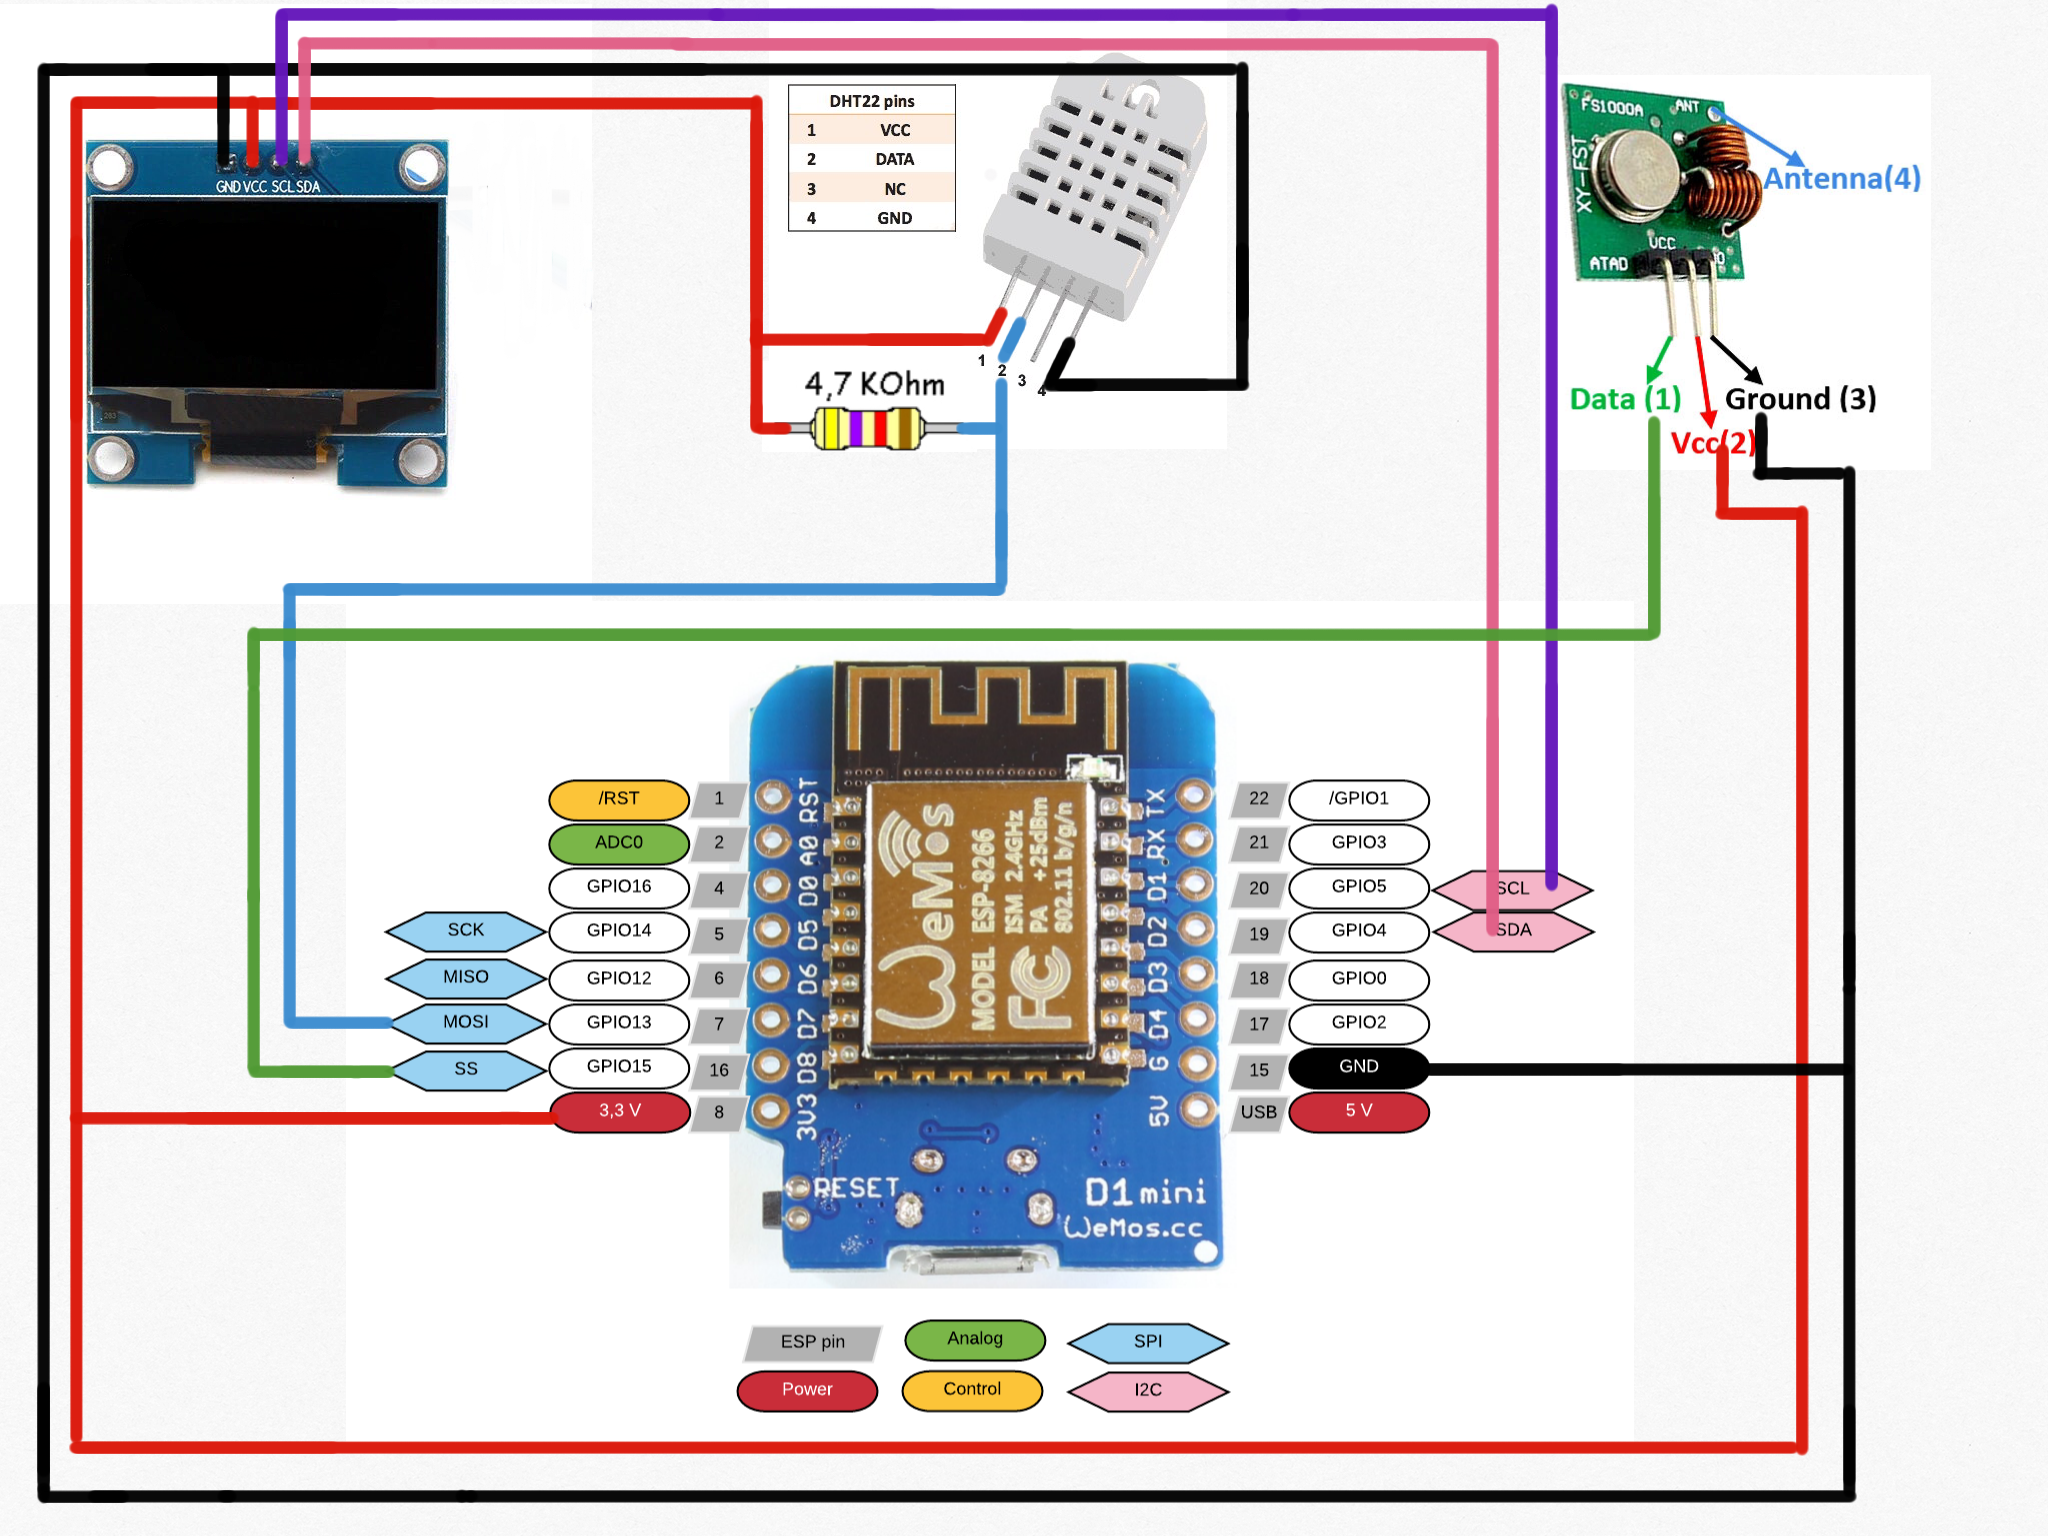 GND VCC SCL SDA
DHT22 pins
1 VCC
2 DATA
3 NC
4 GND
1
2
3
4
4,7 KOhm
FS1000A
ANT
XY-FST
VCC
ATAD
Antenna(4)
Data (1)
Vcc(2)
Ground (3)
/RST 1 RST
ADC0 2 A0
GPIO16 4 D0
SCK GPIO14 5 D5
MISO GPIO12 6 D6
MOSI GPIO13 7 D7
SS GPIO15 16 D8
3,3 V 8 3V3
WeMos
MODEL ESP-8266
ISM 2.4GHz
PA +25dBm
802.11 b/g/n
FC
TX 22 /GPIO1
RX 21 GPIO3
D1 20 GPIO5 SCL
D2 19 GPIO4 SDA
D3 18 GPIO0
D4 17 GPIO2
G 15 GND
5V USB 5 V
RESET
D1 mini
WeMos.cc
ESP pin
Analog
SPI
Power
Control
I2C